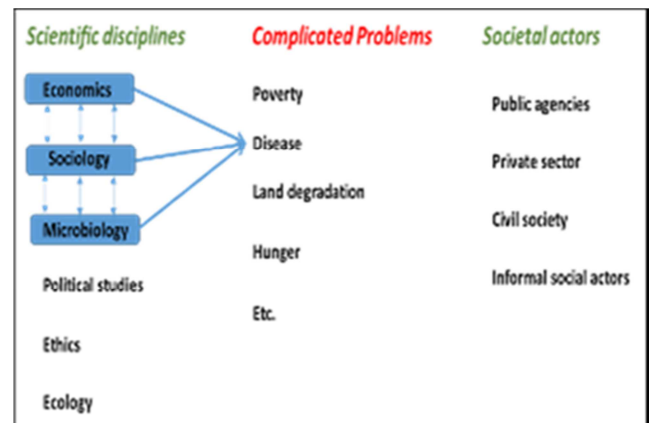 Scientific disciplines
Complicated Problems
Societal actors
Economics
Sociology
Microbiology
Political studies
Ethics
Ecology
Poverty
Disease
Land degradation
Hunger
Etc.
Public agencies
Private sector
Civil society
Informal social actors